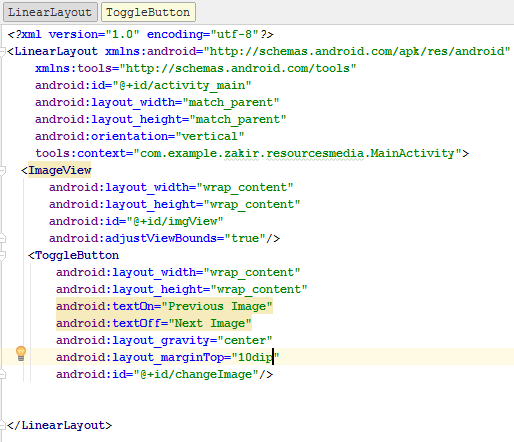 LinearLayout ToggleButton
<?xml version="1.0" encoding="utf-8"?>
<LinearLayout xmlns:android="http://schemas.android.com/apk/res/android"
    xmlns:tools="http://schemas.android.com/tools"
    android:id="@+id/activity_main"
    android:layout_width="match_parent"
    android:layout_height="match_parent"
    android:orientation="vertical"
    tools:context="com.example.zakir.resourcesmedia.MainActivity">
  <ImageView
      android:layout_width="wrap_content"
      android:layout_height="wrap_content"
      android:id="@+id/imgView"
      android:adjustViewBounds="true"/>
   <ToggleButton
       android:layout_width="wrap_content"
       android:layout_height="wrap_content"
       android:textOn="Previous Image"
       android:textOff="Next Image"
       android:layout_gravity="center"
       android:layout_marginTop="10dip"
       android:id="@+id/changeImage"/>
</LinearLayout>